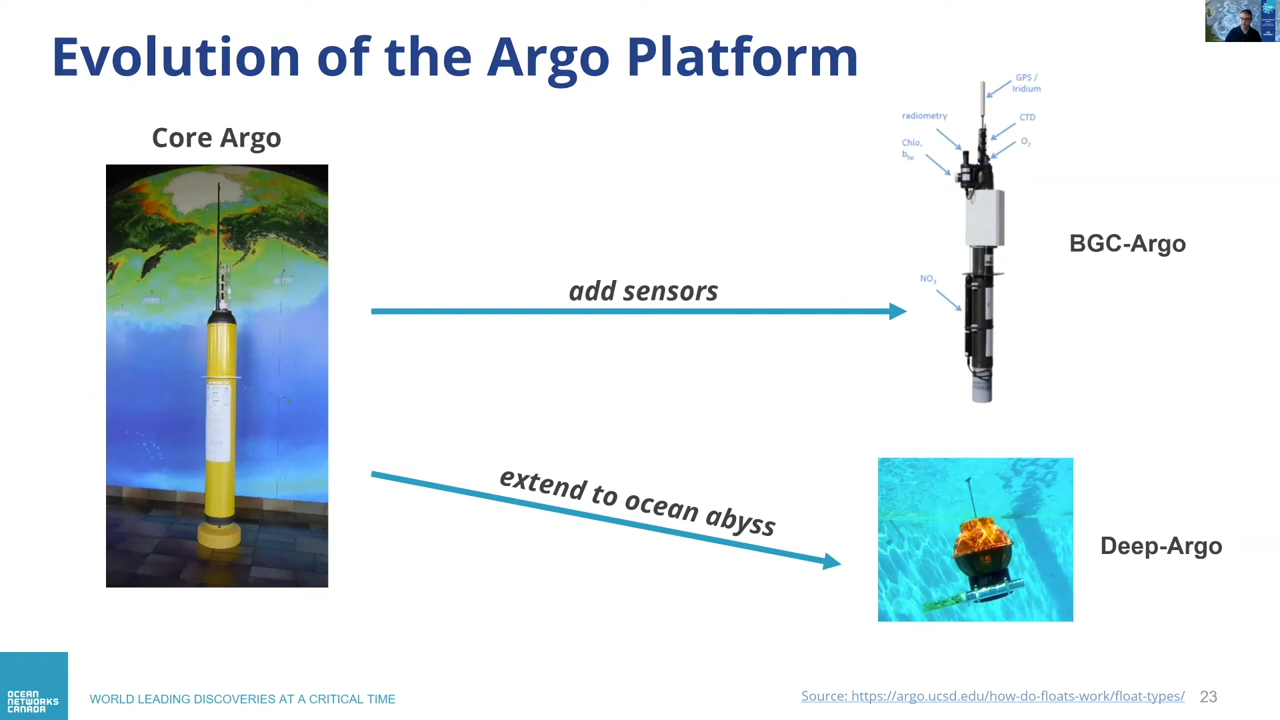 Evolution of the Argo Platform
Core Argo
GPS /
Iridium
radiometry
CTD
Chla,
b_bp
O₂
BGC-Argo
NO₃
add sensors
extend to ocean abyss
Deep-Argo
OCEAN
NETWORKS
CANADA
WORLD LEADING DISCOVERIES AT A CRITICAL TIME
Source: https://argo.ucsd.edu/how-do-floats-work/float-types/
23